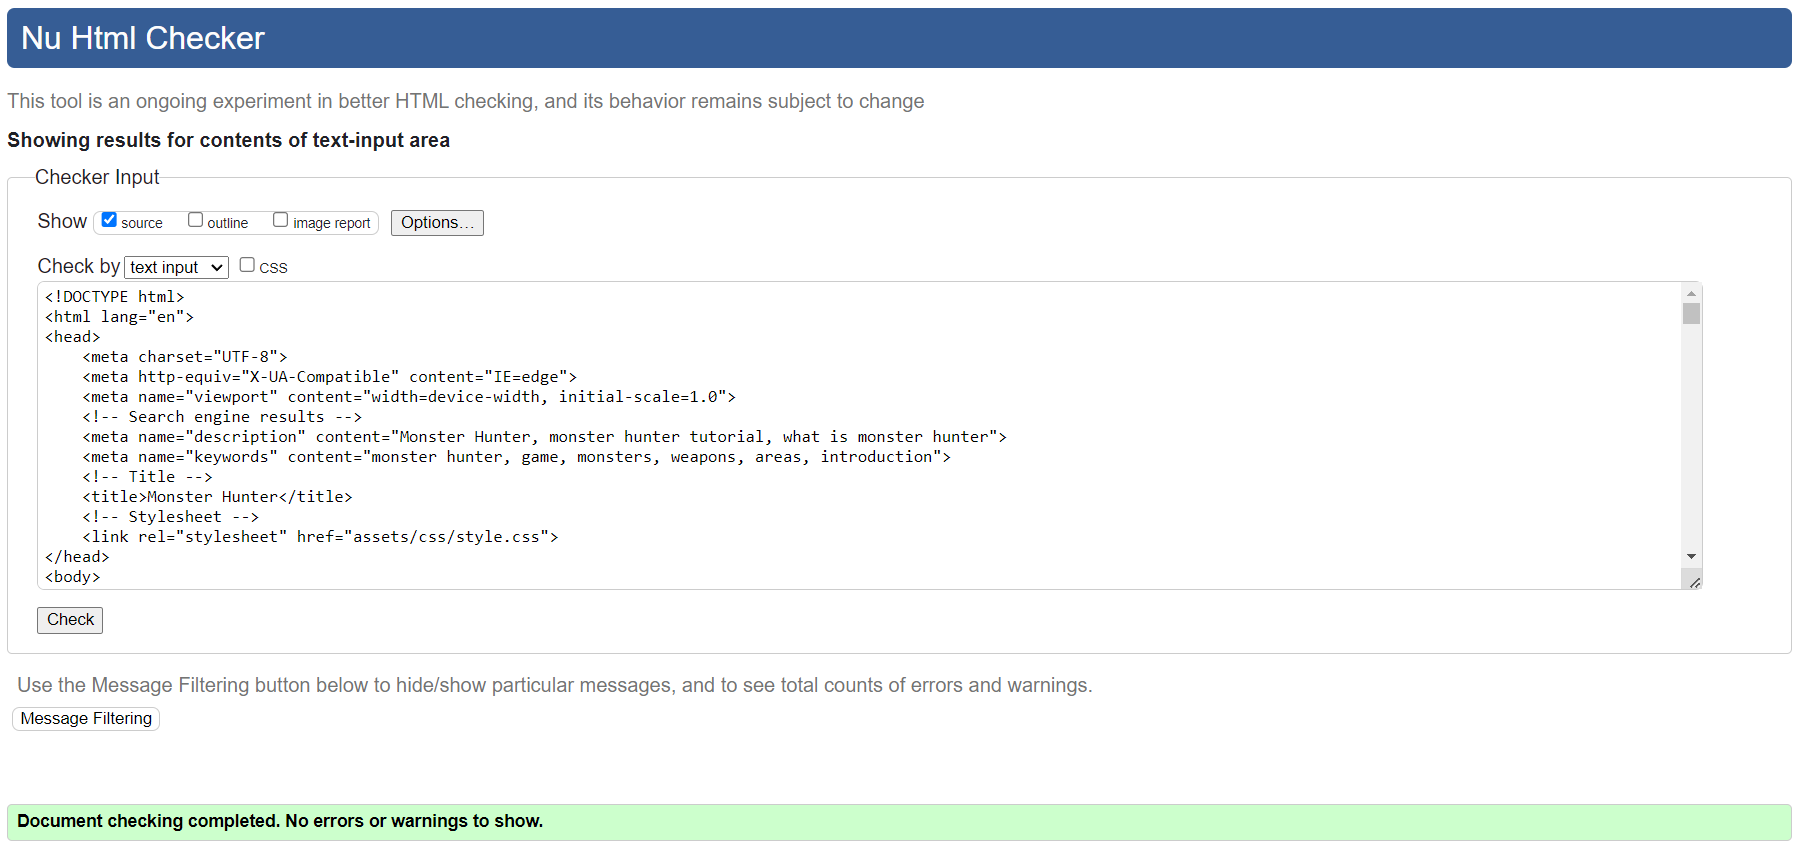 Nu Html Checker
This tool is an ongoing experiment in better HTML checking, and its behavior remains subject to change
Showing results for contents of text-input area
Checker Input
Show source outline image report Options…
Check by text input CSS
<!DOCTYPE html>
<html lang="en">
<head>
    <meta charset="UTF-8">
    <meta http-equiv="X-UA-Compatible" content="IE=edge">
    <meta name="viewport" content="width=device-width, initial-scale=1.0">
    <!-- Search engine results -->
    <meta name="description" content="Monster Hunter, monster hunter tutorial, what is monster hunter">
    <meta name="keywords" content="monster hunter, game, monsters, weapons, areas, introduction">
    <!-- Title -->
    <title>Monster Hunter</title>
    <!-- Stylesheet -->
    <link rel="stylesheet" href="assets/css/style.css">
</head>
<body>
Check
Use the Message Filtering button below to hide/show particular messages, and to see total counts of errors and warnings.
Message Filtering
Document checking completed. No errors or warnings to show.